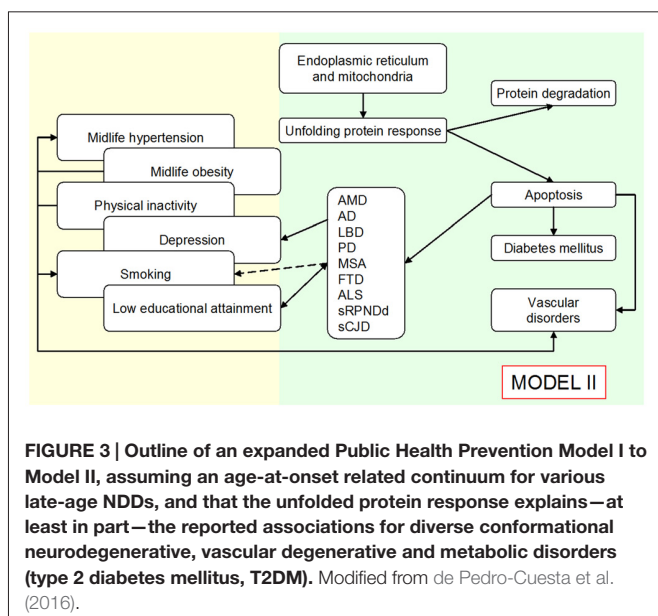 Endoplasmic reticulum
and mitochondria
Protein degradation
Unfolding protein response
Midlife hypertension
Midlife obesity
Physical inactivity
Depression
Smoking
Low educational attainment
AMD
AD
LBD
PD
MSA
FTD
ALS
sRPNDd
sCJD
Apoptosis
Diabetes mellitus
Vascular
disorders
MODEL II
FIGURE 3 | Outline of an expanded Public Health Prevention Model I to
Model II, assuming an age-at-onset related continuum for various
late-age NDDs, and that the unfolded protein response explains—at
least in part—the reported associations for diverse conformational
neurodegenerative, vascular degenerative and metabolic disorders
(type 2 diabetes mellitus, T2DM). Modified from de Pedro-Cuesta et al.
(2016).